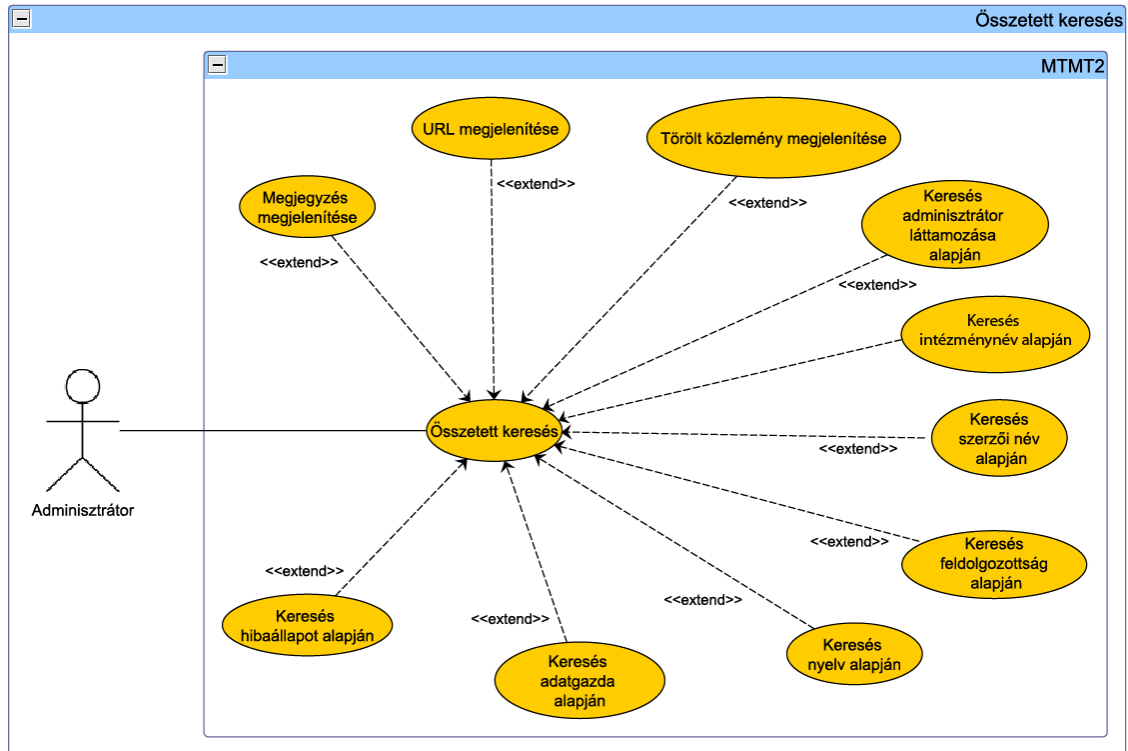 Összetett keresés
MTMT2
URL megjelenítése
Törölt közlemény megjelenítése
<<extend>>
Megjegyzés
megjelenítése
<<extend>>
Keresés
adminisztrátor
láttamozása
alapján
<<extend>>
<<extend>>
<<extend>>
Keresés
intézménynév alapján
Összetett keresés
Keresés
szerzői név
alapján
<<extend>>
Adminisztrátor
<<extend>>
Keresés
feldolgozottság
alapján
<<extend>>
<<extend>>
<<extend>>
Keresés
hibaállapot alapján
Keresés
adatgazda
alapján
Keresés
nyelv alapján